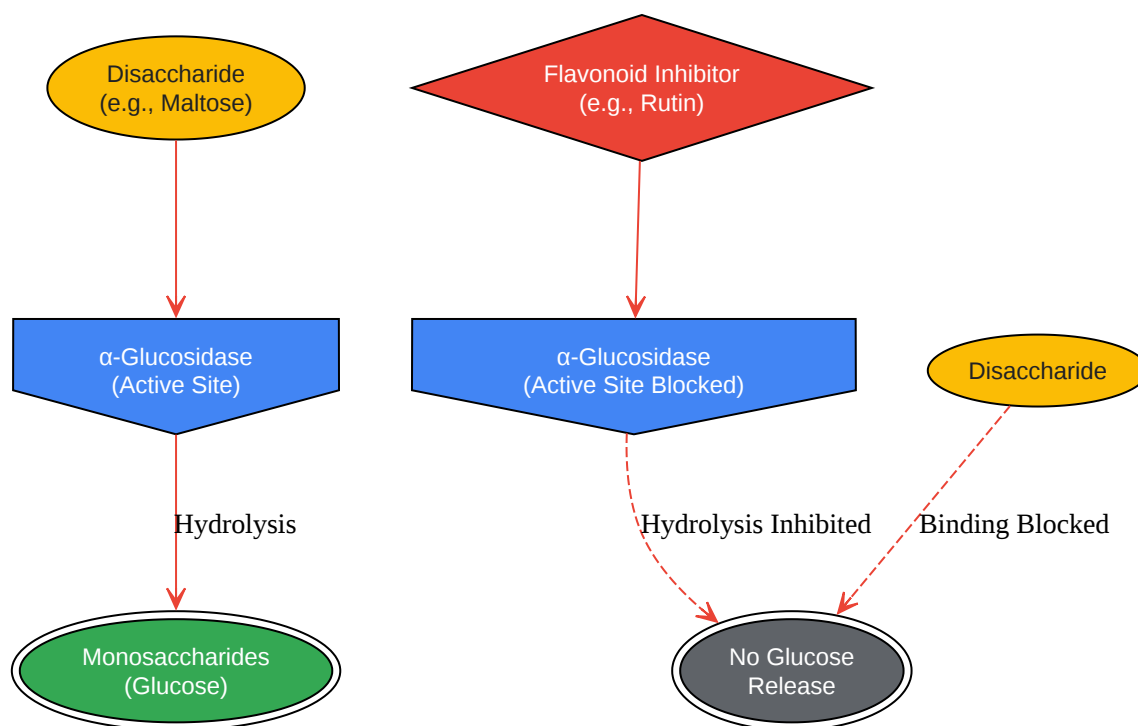 Disaccharide
(e.g., Maltose)
Flavonoid Inhibitor
(e.g., Rutin)
α-Glucosidase
(Active Site)
α-Glucosidase
(Active Site Blocked)
Disaccharide
Hydrolysis
Hydrolysis Inhibited
Binding Blocked
Monosaccharides
(Glucose)
No Glucose
Release